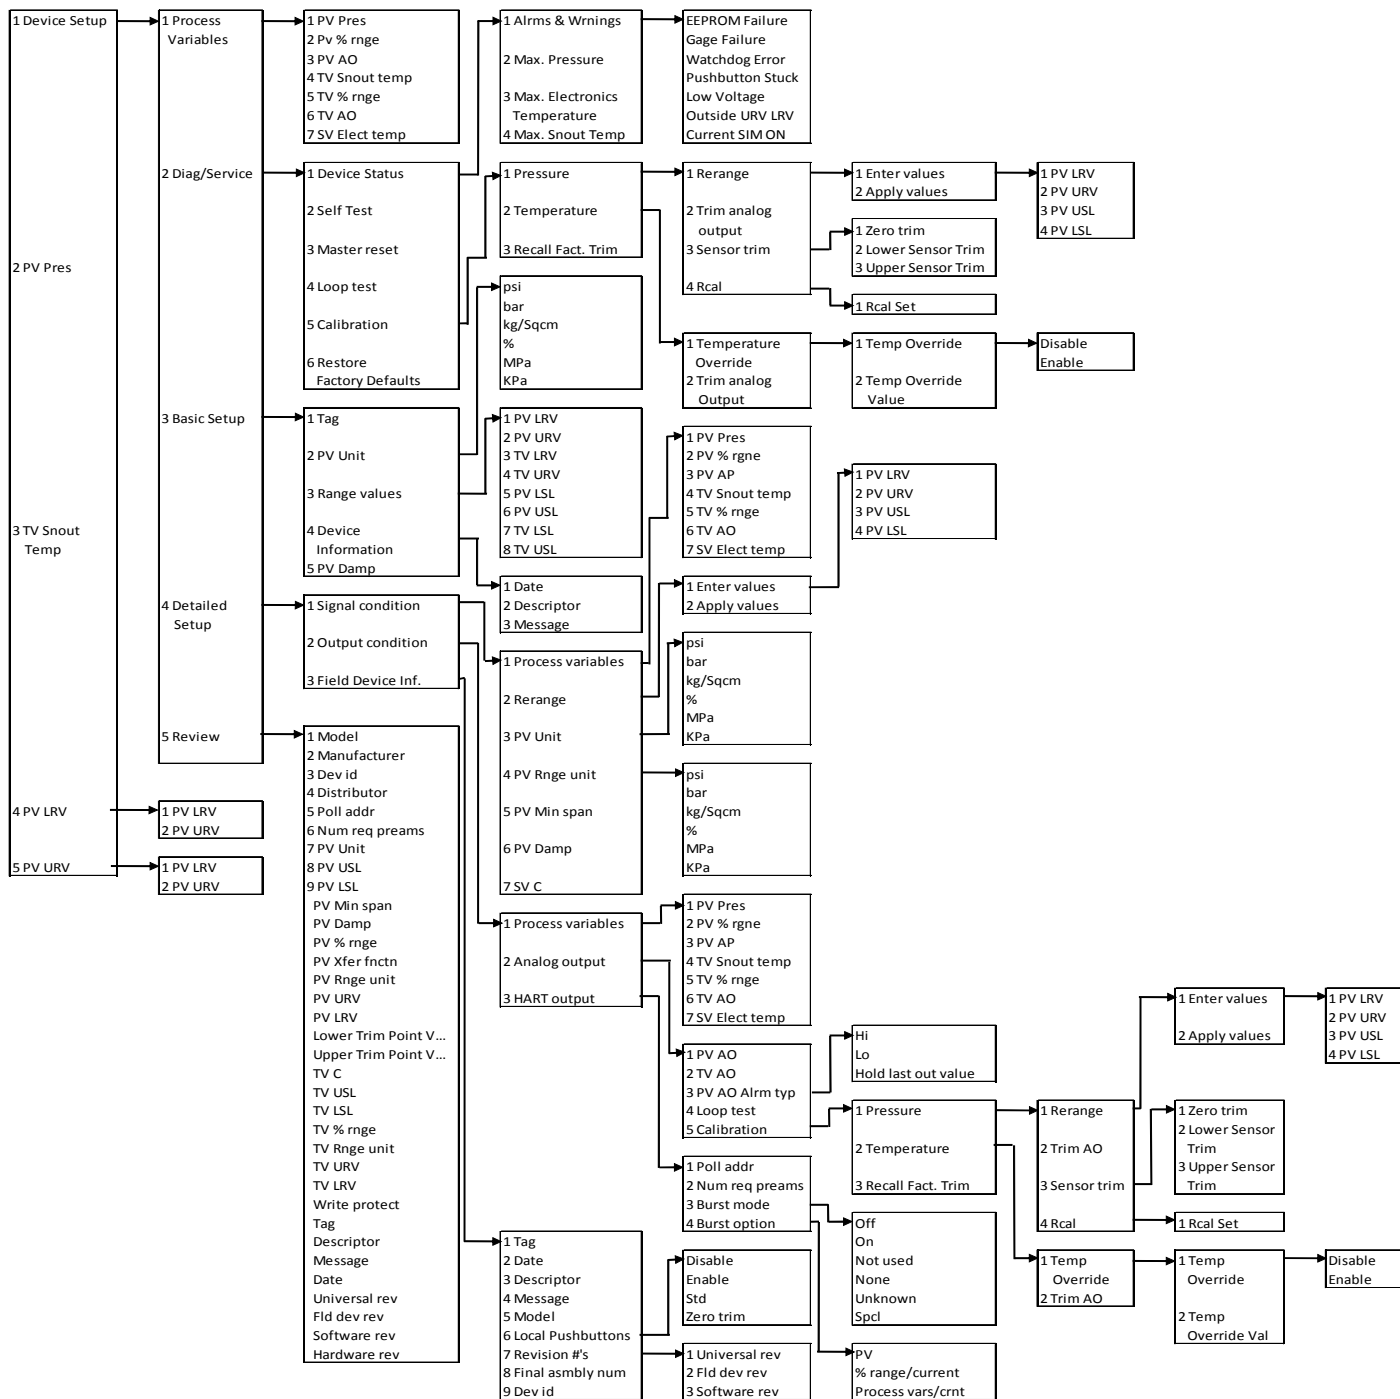 1 Device Setup
2 PV Pres
3 TV Snout
Temp
4 PV LRV
5 PV URV
1 Process
Variables
2 Diag/Service
3 Basic Setup
4 Detailed
Setup
5 Review
1 PV LRV
2 PV URV
1 PV LRV
2 PV URV
1 PV Pres
2 Pv % rnge
3 PV AO
4 TV Snout temp
5 TV % rnge
6 TV AO
7 SV Elect temp
1 Device Status
2 Self Test
3 Master reset
4 Loop test
5 Calibration
6 Restore
Factory Defaults
1 Tag
2 PV Unit
3 Range values
4 Device
Information
5 PV Damp
1 Signal condition
2 Output condition
3 Field Device Inf.
1 Model
2 Manufacturer
3 Dev id
4 Distributor
5 Poll addr
6 Num req preams
7 PV Unit
8 PV USL
9 PV LSL
PV Min span
PV Damp
PV % rnge
PV Xfer fnctn
PV Rnge unit
PV URV
PV LRV
Lower Trim Point V...
Upper Trim Point V...
TV C
TV USL
TV LSL
TV % rnge
TV Rnge unit
TV URV
TV LRV
Write protect
Tag
Descriptor
Message
Date
Universal rev
Fld dev rev
Software rev
Hardware rev
1 Alrms & Wrnings
2 Max. Pressure
3 Max. Electronics
Temperature
4 Max. Snout Temp
1 Pressure
2 Temperature
3 Recall Fact. Trim
psi
bar
kg/Sqcm
%
MPa
KPa
1 PV LRV
2 PV URV
3 TV LRV
4 TV URV
5 PV LSL
6 PV USL
7 TV LSL
8 TV USL
1 Date
2 Descriptor
3 Message
1 Process variables
2 Rerange
3 PV Unit
4 PV Rnge unit
5 PV Min span
6 PV Damp
7 SV C
1 Process variables
2 Analog output
3 HART output
1 Tag
2 Date
3 Descriptor
4 Message
5 Model
6 Local Pushbuttons
7 Revision #'s
8 Final asmbly num
9 Dev id
EEPROM Failure
Gage Failure
Watchdog Error
Pushbutton Stuck
Low Voltage
Outside URV LRV
Current SIM ON
1 Rerange
2 Trim analog
output
3 Sensor trim
4 Rcal
1 Temperature
Override
2 Trim analog
Output
1 PV Pres
2 PV % rgne
3 PV AP
4 TV Snout temp
5 TV % rnge
6 TV AO
7 SV Elect temp
1 Enter values
2 Apply values
psi
bar
kg/Sqcm
%
MPa
KPa
psi
bar
kg/Sqcm
%
MPa
KPa
1 PV Pres
2 PV % rgne
3 PV AP
4 TV Snout temp
5 TV % rnge
6 TV AO
7 SV Elect temp
1 PV AO
2 TV AO
3 PV AO Alrm typ
4 Loop test
5 Calibration
1 Poll addr
2 Num req preams
3 Burst mode
4 Burst option
Disable
Enable
Std
Zero trim
1 Universal rev
2 Fld dev rev
3 Software rev
1 Enter values
2 Apply values
1 Zero trim
2 Lower Sensor Trim
3 Upper Sensor Trim
1 Rcal Set
1 Temp Override
2 Temp Override
Value
1 PV LRV
2 PV URV
3 PV USL
4 PV LSL
Hi
Lo
Hold last out value
1 Pressure
2 Temperature
3 Recall Fact. Trim
Off
On
Not used
None
Unknown
Spcl
PV
% range/current
Process vars/crnt
1 PV LRV
2 PV URV
3 PV USL
4 PV LSL
Disable
Enable
1 Rerange
2 Trim AO
3 Sensor trim
4 Rcal
1 Temp
Override
2 Trim AO
1 Enter values
2 Apply values
1 Zero trim
2 Lower Sensor
Trim
3 Upper Sensor
Trim
1 Rcal Set
1 Temp
Override
2 Temp
Override Val
1 PV LRV
2 PV URV
3 PV USL
4 PV LSL
Disable
Enable